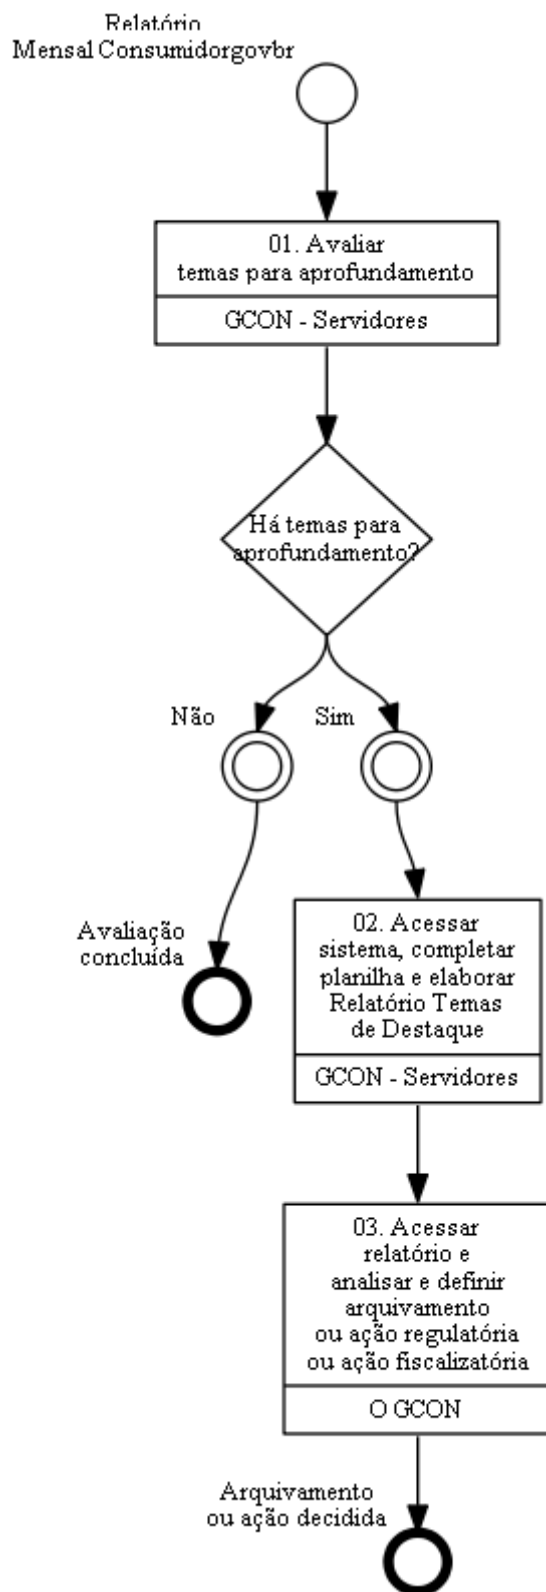 Relatório
Mensal Consumidorgovbr
01. Avaliar
temas para aprofundamento
GCON - Servidores
Há temas para
aprofundamento?
Não
Sim
Avaliação
concluída
02. Acessar
sistema, completar
planilha e elaborar
Relatório Temas
de Destaque
GCON - Servidores
03. Acessar
relatório e
analisar e definir
arquivamento
ou ação regulatória
ou ação fiscalizatória
O GCON
Arquivamento
ou ação decidida